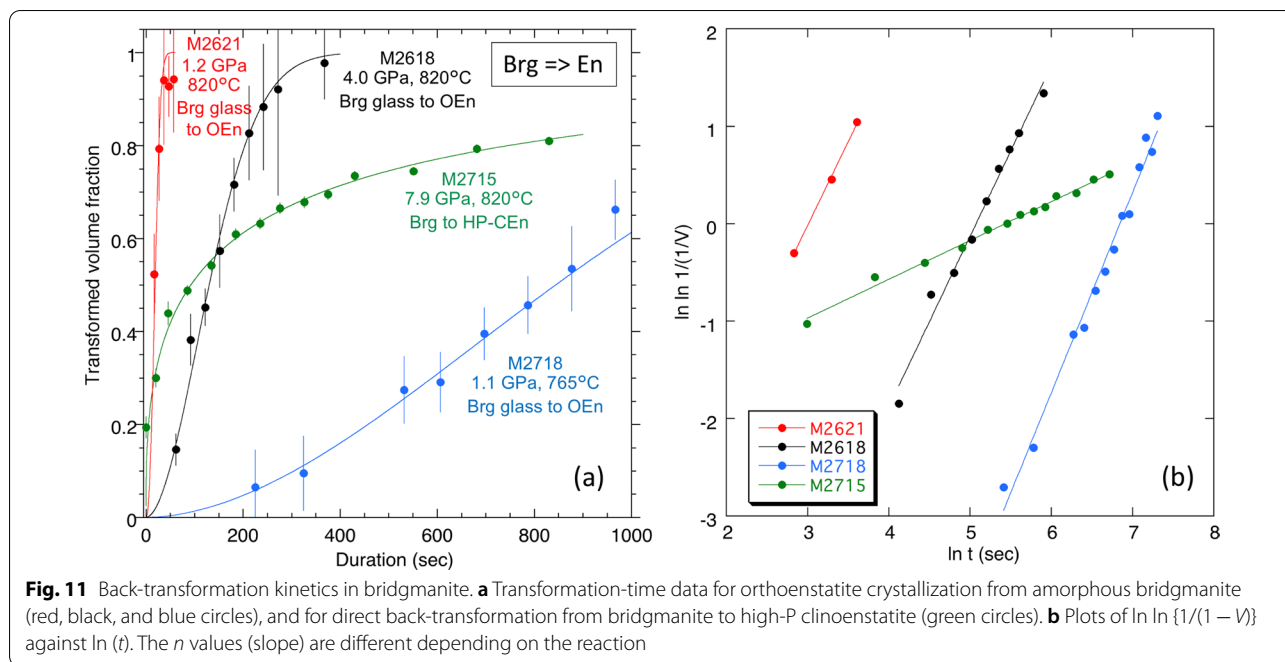 M2621
1.2 GPa
820°C
Brg glass
to OEn
M2618
4.0 GPa, 820°C
Brg glass to OEn
Brg => En
M2715
7.9 GPa, 820°C
Brg to HP-CEn
M2718
1.1 GPa, 765°C
Brg glass to OEn
(a)
Transformed volume fraction
1
0.8
0.6
0.4
0.2
0
0
200
400
600
800
1000
Duration (sec)
ln ln 1/(1/V)
2
1
0
-1
-2
-3
2
3
4
5
6
7
8
ln t (sec)
M2621
M2618
M2718
M2715
(b)
Fig. 11 Back-transformation kinetics in bridgmanite. a Transformation-time data for orthoenstatite crystallization from amorphous bridgmanite
(red, black, and blue circles), and for direct back-transformation from bridgmanite to high-P clinoenstatite (green circles). b Plots of ln ln {1/(1 − V)}
against ln (t). The n values (slope) are different depending on the reaction